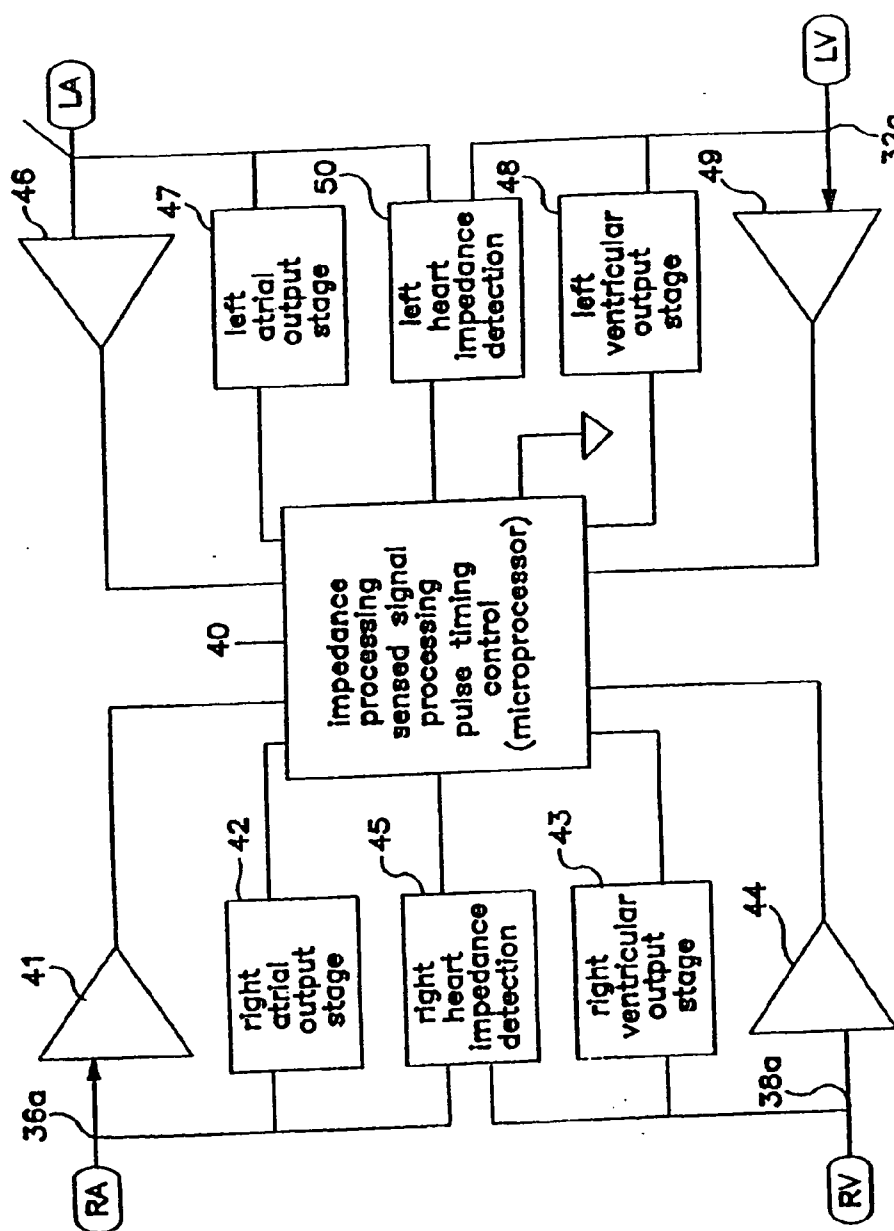 RA
36a
41
46
LA
42
right
atrial
output
stage
47
left
atrial
output
stage
40
impedance
processing
sensed signal
processing
pulse timing
control
(microprocessor)
45
right
heart
impedance
detection
50
left
heart
impedance
detection
43
right
ventricular
output
stage
48
left
ventricular
output
stage
44
38a
RV
49
LV